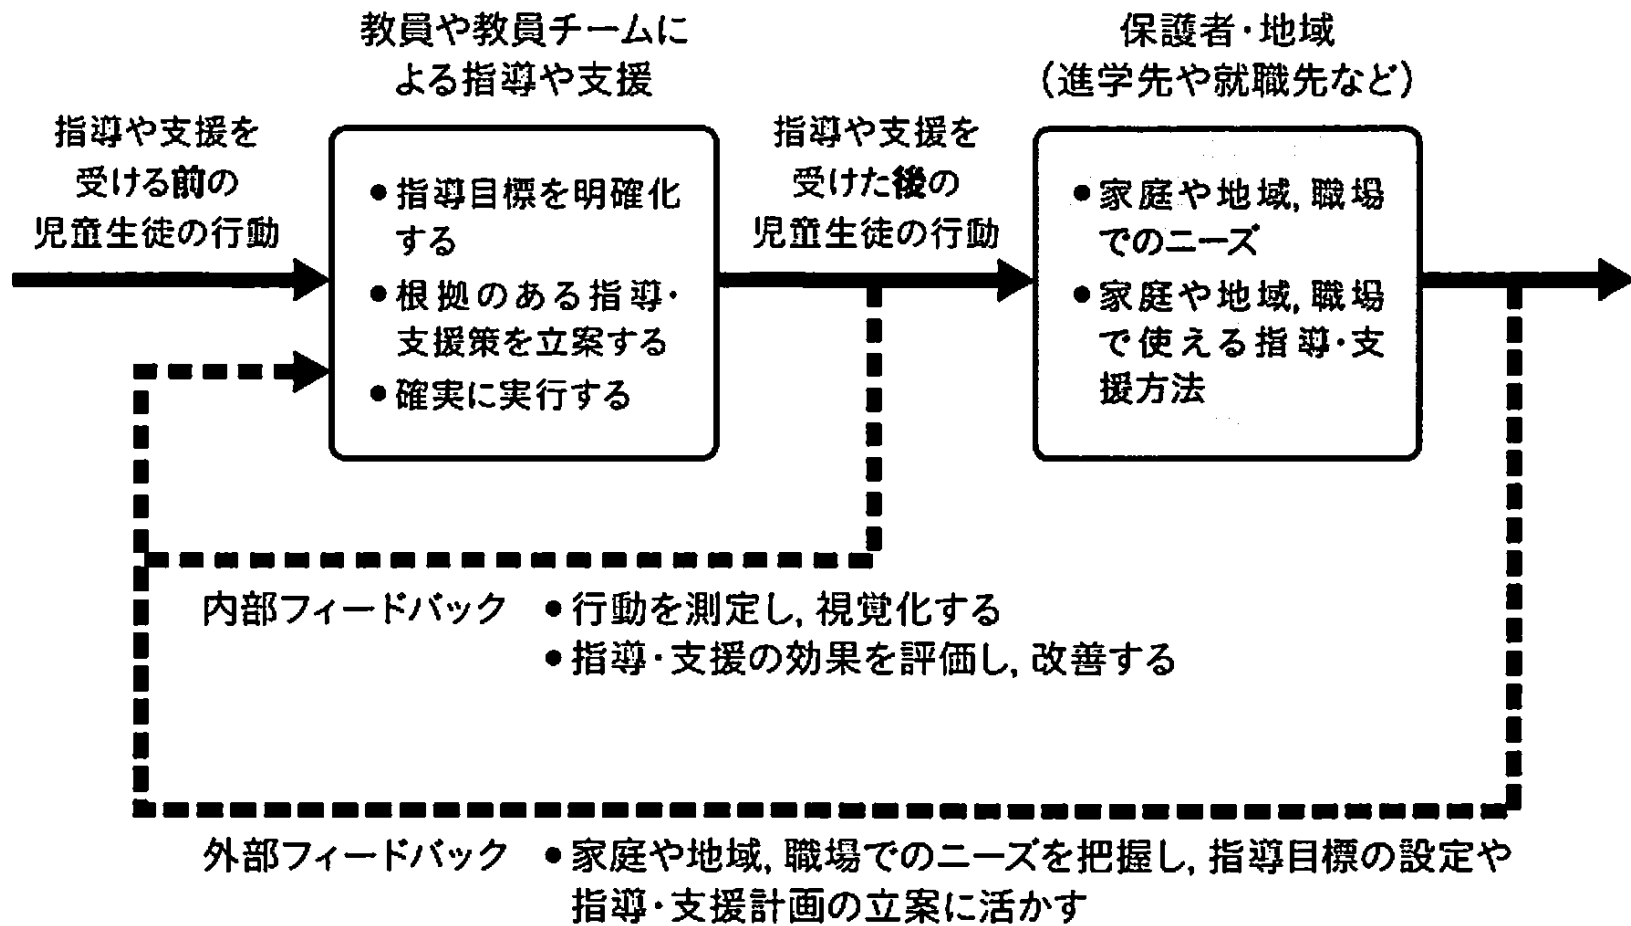 教員や教員チームに
よる指導や支援
保護者・地域
(進学先や就職先など)
指導や支援を
受ける前の
児童生徒の行動
●指導目標を明確化
する
●根拠のある指導・
支援策を立案する
●確実に実行する
指導や支援を
受けた後の
児童生徒の行動
●家庭や地域,職場
でのニーズ
●家庭や地域,職場
で使える指導・支
援方法
内部フィードバック ●行動を測定し,視覚化する
●指導・支援の効果を評価し,改善する
外部フィードバック ●家庭や地域,職場でのニーズを把握し,指導目標の設定や
指導・支援計画の立案に活かす